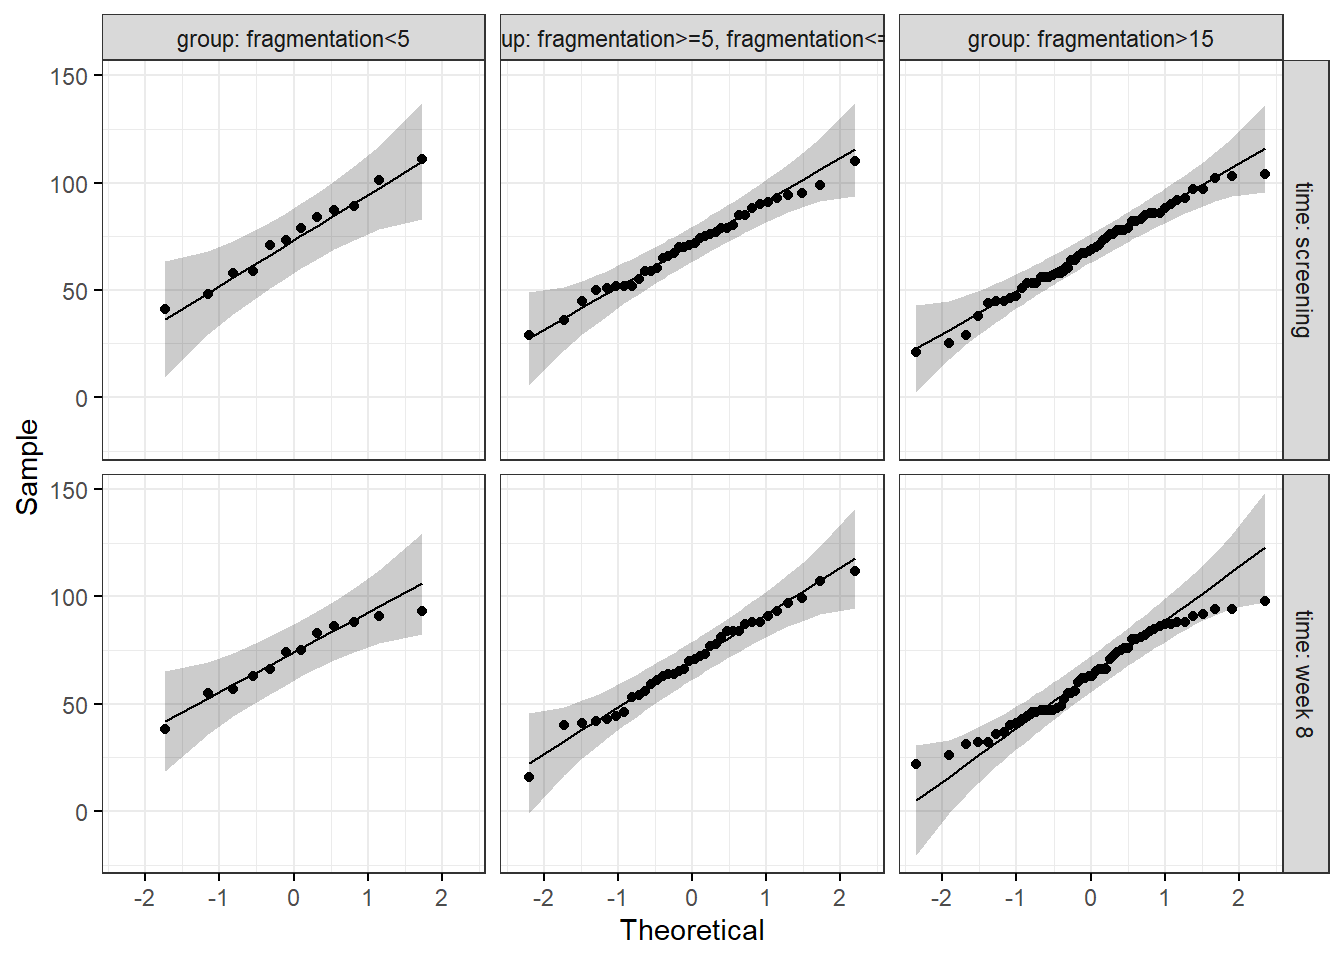 group: fragmentation<5
up: fragmentation>=5, fragmentation<=
group: fragmentation>15
150
100
50
0
time: screening
Sample
150
100
50
0
time: week 8
-2 -1 0 1 2
-2 -1 0 1 2
-2 -1 0 1 2
Theoretical